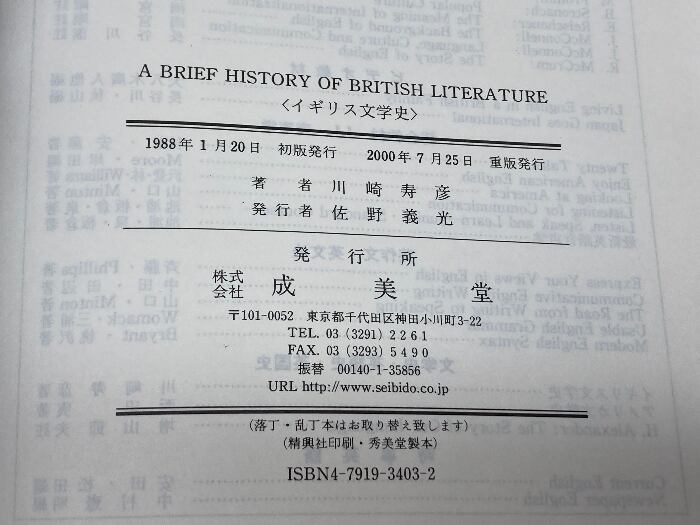 A BRIEF HISTORY OF BRITISH LITERATURE
〈イギリス文学史〉
1988年1月20日 初版発行 2000年7月25日 重版発行
著者 川崎寿彦
発行者 佐野義光
発行所
株式会社 成美堂
〒101-0052 東京都千代田区神田小川町3-22
TEL. 03 (3291) 2261
FAX. 03 (3293) 5490
振替 00140-1-35856
URL http://www.seibido.co.jp
(落丁・乱丁本はお取り替え致します)
(精興社印刷・秀美堂製本)
ISBN4-7919-3403-2